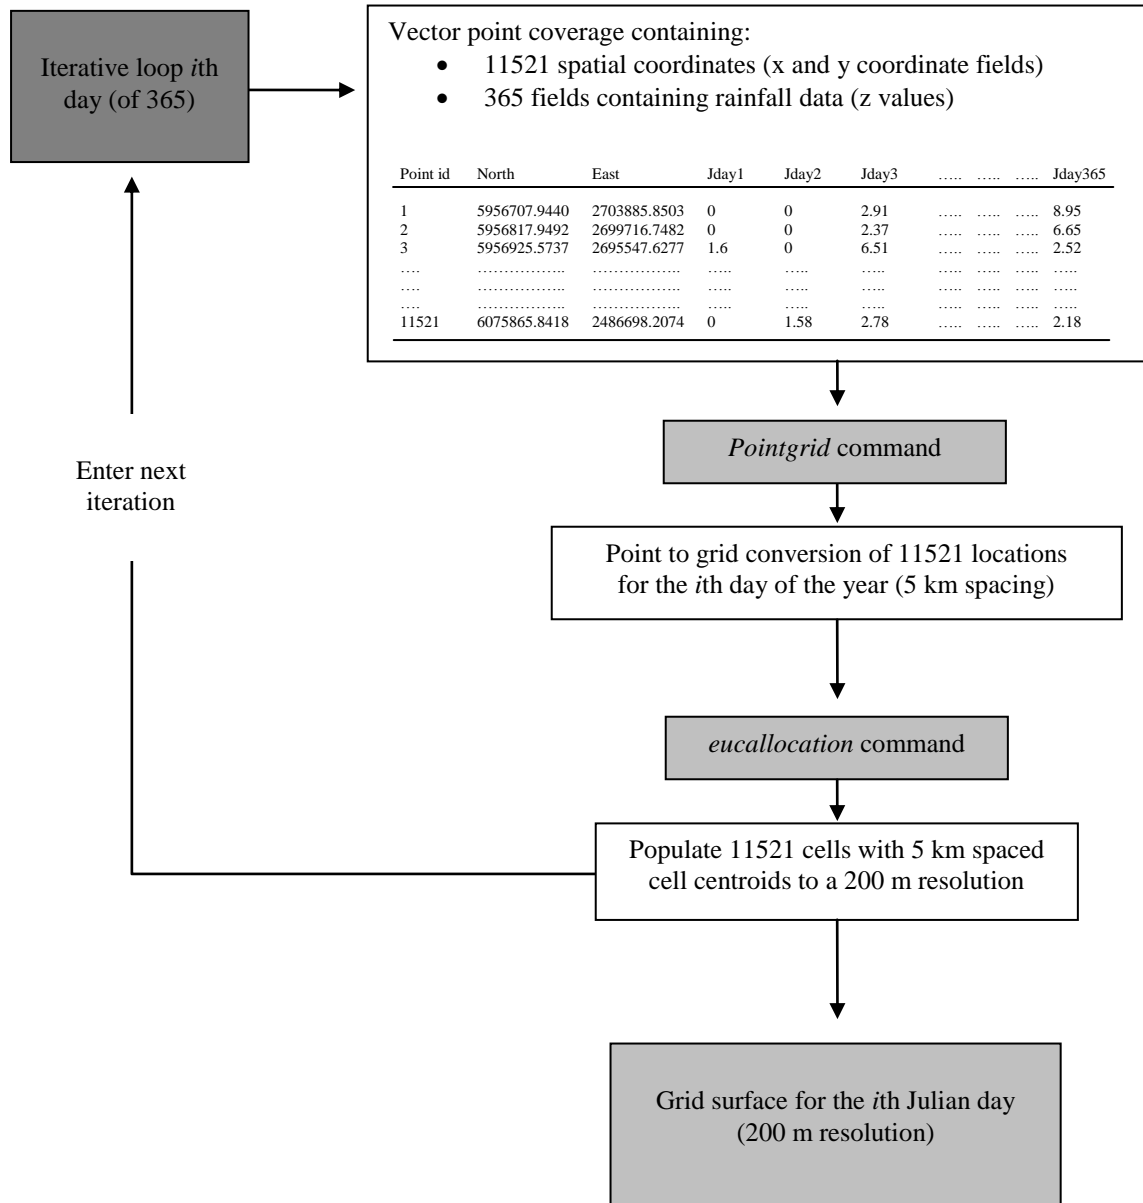 Iterative loop ith
day (of 365)
Vector point coverage containing:
• 11521 spatial coordinates (x and y coordinate fields)
• 365 fields containing rainfall data (z values)
Point id North East Jday1 Jday2 Jday3 ….. ….. ….. Jday365
1 5956707.9440 2703885.8503 0 0 2.91 ….. ….. ….. 8.95
2 5956817.9492 2699716.7482 0 0 2.37 ….. ….. ….. 6.65
3 5956925.5737 2695547.6277 1.6 0 6.51 ….. ….. ….. 2.52
…. …………….. ……………. ….. ….. ….. ….. ….. ….. …..
…. …………….. ……………. ….. ….. ….. ….. ….. ….. …..
…. …………….. ……………. ….. ….. ….. ….. ….. ….. …..
11521 6075865.8418 2486698.2074 0 1.58 2.78 ….. ….. ….. 2.18
Pointgrid command
Enter next
iteration
Point to grid conversion of 11521 locations
for the ith day of the year (5 km spacing)
eucallocation command
Populate 11521 cells with 5 km spaced
cell centroids to a 200 m resolution
Grid surface for the ith Julian day
(200 m resolution)